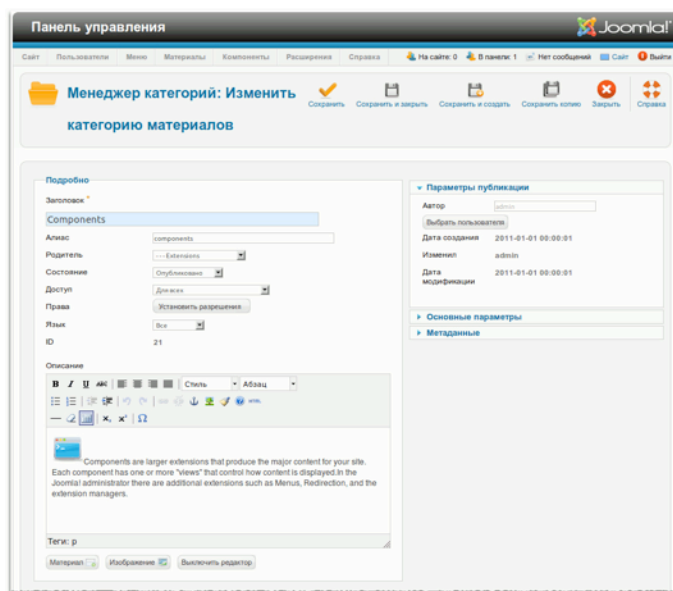 Панель управления
Joomla!
Сайт Пользователи Меню Материалы Компоненты Расширения Справка На сайте: 0 В панели: 1 Нет сообщений Сайт Выйти
Менеджер категорий: Изменить
категорию материалов
Сохранить Сохранить и закрыть Сохранить и создать Сохранить копию Закрыть Справка
Подробно
Заголовок *
Components
Алиас components
Родитель ----Extensions
Состояние Опубликовано
Доступ Для всех
Права Установить разрешения
Язык Все
ID 21
Описание
B I U ABC Стиль Абзац
HTML
x, x² Ω
Components are larger extensions that produce the major content for your site.
Each component has one or more "views" that control how content is displayed.In the
Joomla! administrator there are additional extensions such as Menus, Redirection, and the
extension managers.
Теги: p
Материал Изображение Выключить редактор
Параметры публикации
Автор admin
Выбрать пользователя
Дата создания 2011-01-01 00:00:01
Изменил admin
Дата
модификации 2011-01-01 00:00:01
Основные параметры
Метаданные